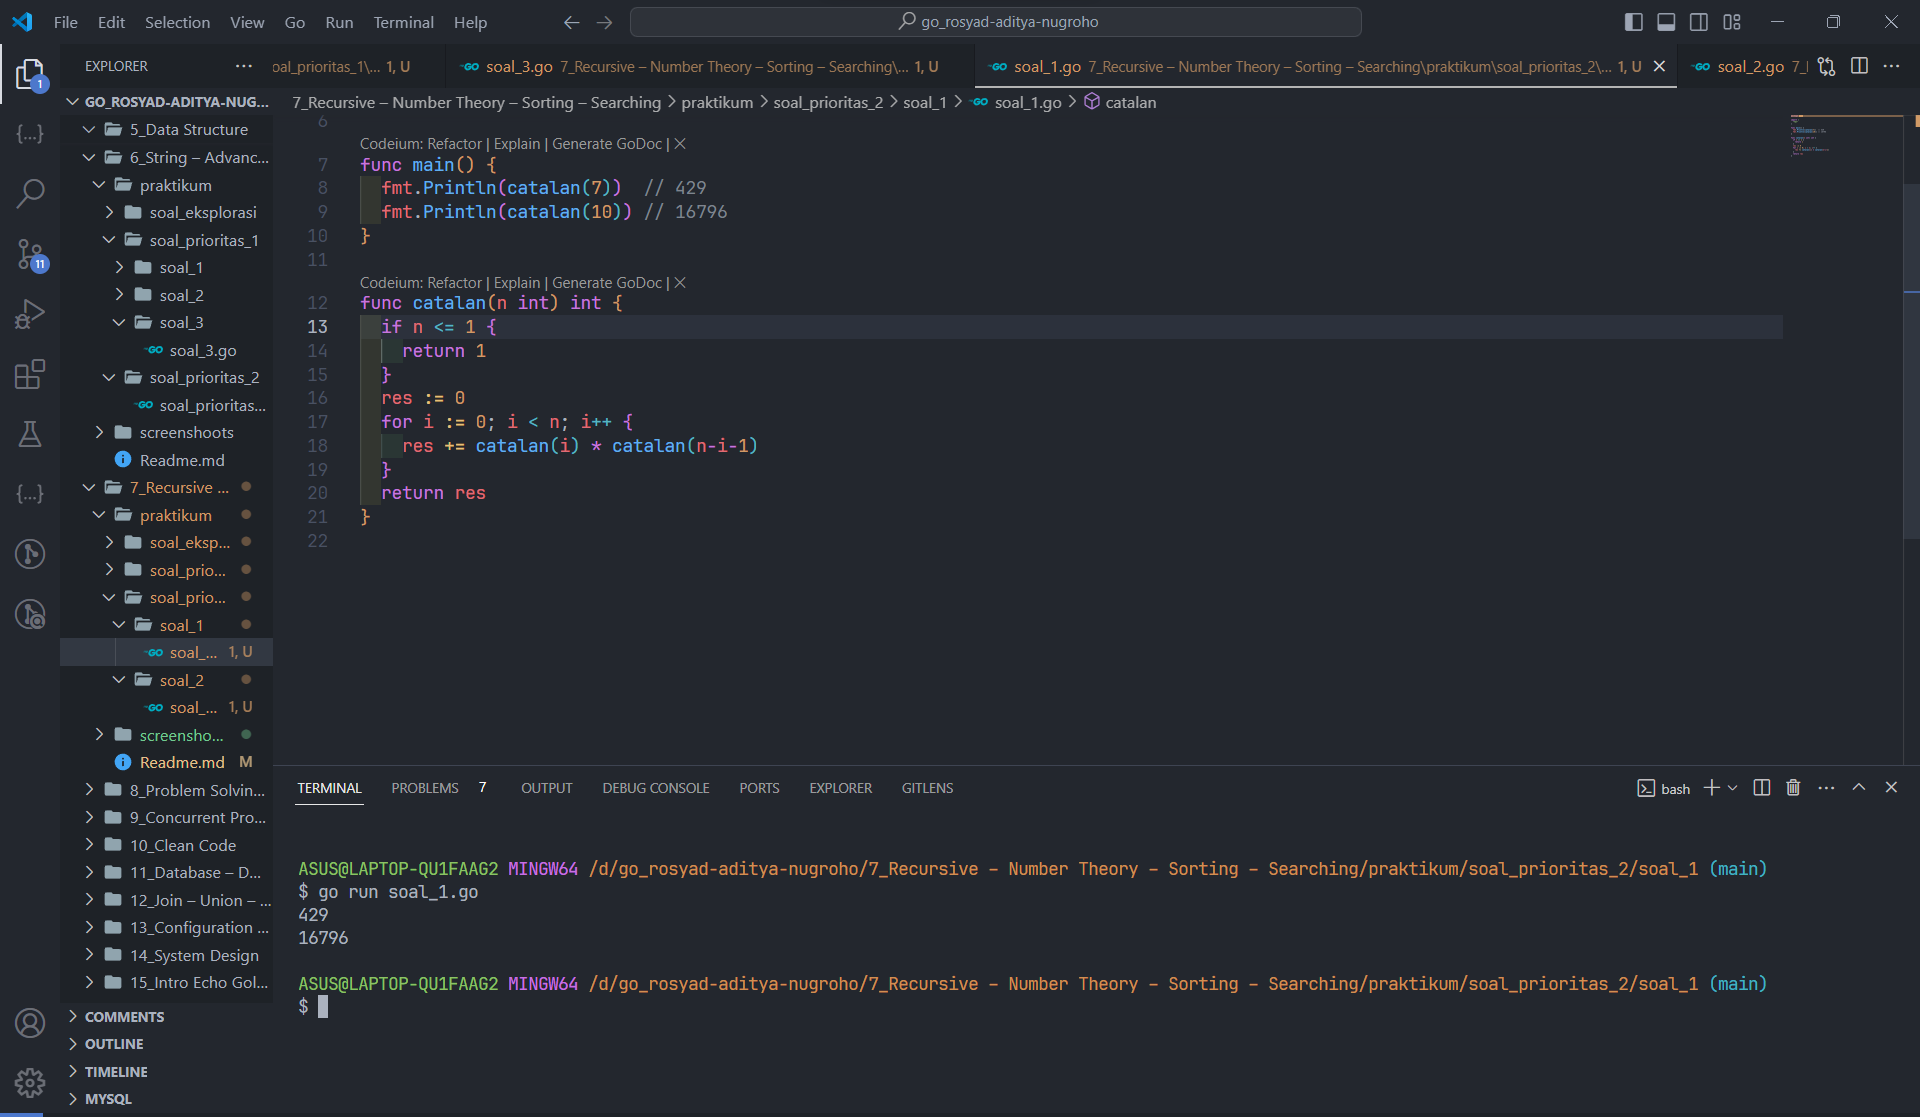 File Edit Selection View Go Run Terminal Help
go_rosyad-aditya-nugroho
EXPLORER
oal_prioritas_1\... 1, U
soal_3.go 7_Recursive – Number Theory – Sorting – Searching\... 1, U
soal_1.go 7_Recursive – Number Theory – Sorting – Searching\praktikum\soal_prioritas_2\... 1, U
soal_2.go 7_
7_Recursive – Number Theory – Sorting – Searching > praktikum > soal_prioritas_2 > soal_1 > soal_1.go > catalan
1
11
GO_ROSYAD-ADITYA-NUG...
5_Data Structure
6_String – Advanc...
praktikum
soal_eksplorasi
soal_prioritas_1
soal_1
soal_2
soal_3
soal_3.go
soal_prioritas_2
soal_prioritas...
screenshoots
Readme.md
7_Recursive ...
praktikum
soal_eksp...
soal_prio...
soal_prio...
soal_1
soal_... 1, U
soal_2
soal_... 1, U
screensho...
Readme.md M
8_Problem Solvin...
9_Concurrent Pro...
10_Clean Code
11_Database – D...
12_Join – Union – ...
13_Configuration ...
14_System Design
15_Intro Echo Gol...
COMMENTS
OUTLINE
TIMELINE
MYSQL
6
Codeium: Refactor | Explain | Generate GoDoc | X
7 func main() {
8 fmt.Println(catalan(7)) // 429
9 fmt.Println(catalan(10)) // 16796
10 }
11
Codeium: Refactor | Explain | Generate GoDoc | X
12 func catalan(n int) int {
13 if n <= 1 {
14 return 1
15 }
16 res := 0
17 for i := 0; i < n; i++ {
18 res += catalan(i) * catalan(n-i-1)
19 }
20 return res
21 }
22
TERMINAL PROBLEMS 7 OUTPUT DEBUG CONSOLE PORTS EXPLORER GITLENS
bash
ASUS@LAPTOP-QU1FAAG2 MINGW64 /d/go_rosyad-aditya-nugroho/7_Recursive – Number Theory – Sorting – Searching/praktikum/soal_prioritas_2/soal_1 (main)
$ go run soal_1.go
429
16796
ASUS@LAPTOP-QU1FAAG2 MINGW64 /d/go_rosyad-aditya-nugroho/7_Recursive – Number Theory – Sorting – Searching/praktikum/soal_prioritas_2/soal_1 (main)
$